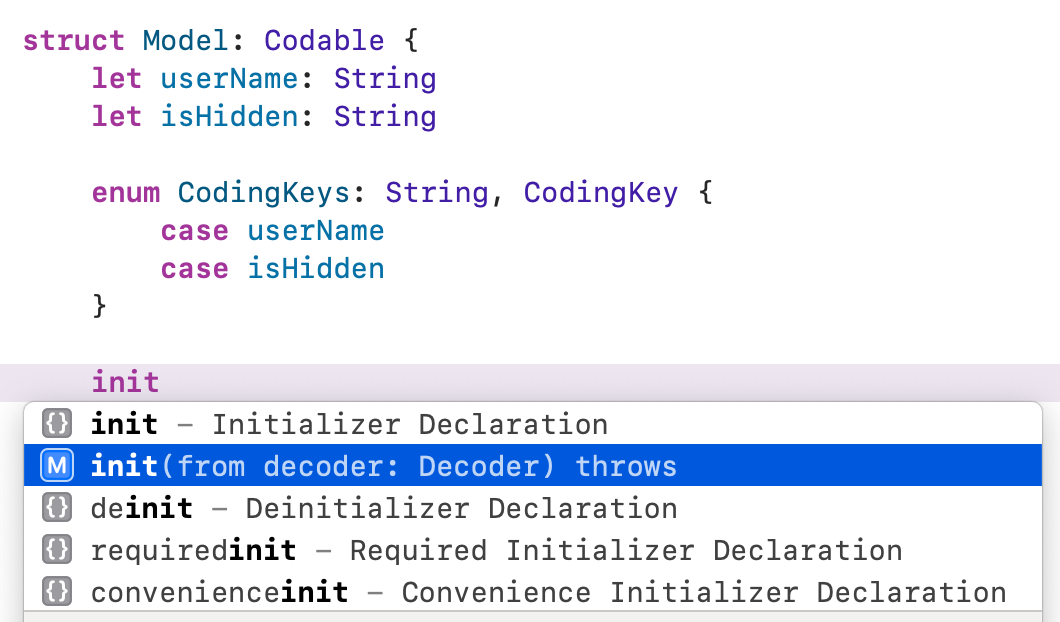 struct Model: Codable {
let userName: String
let isHidden: String
enum CodingKeys: String, CodingKey {
case userName
case isHidden
}
init
{} init – Initializer Declaration
M init(from decoder: Decoder) throws
{} deinit – Deinitializer Declaration
{} requiredinit – Required Initializer Declaration
{} convenienceinit – Convenience Initializer Declaration